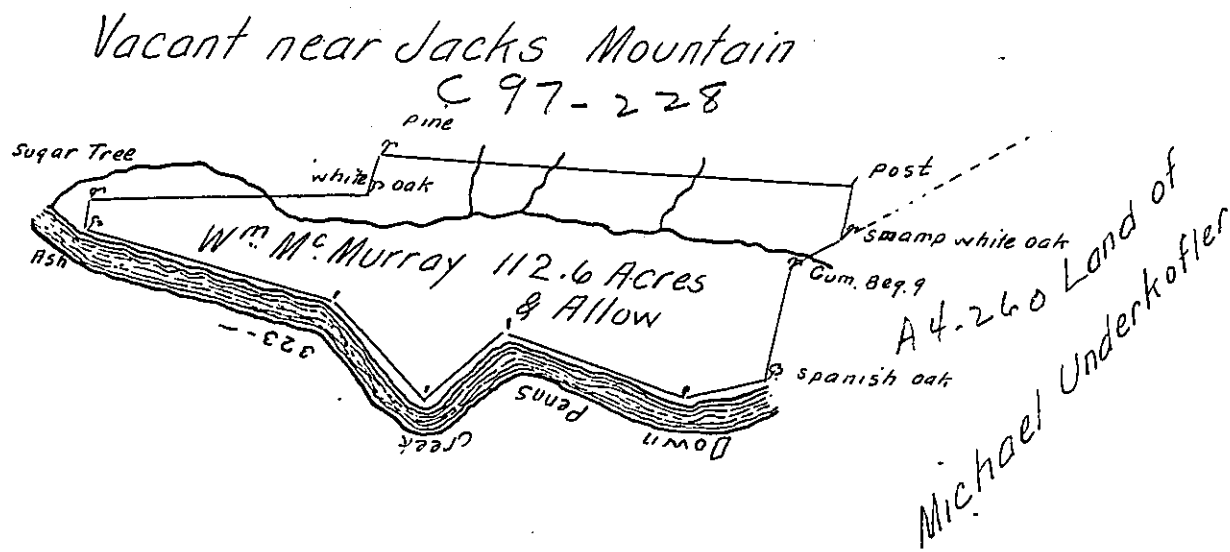 Vacant near Jacks Mountain
C 97-228
Pine
Sugar Tree
white oak
Post
Swamp white oak
Wm McMurray 112.6 Acres
& Allow
Gum. Beg.g
Ash
A4-260 Land of
Michael Underkofler
323-
Spanish oak
Down
Penns
Creek